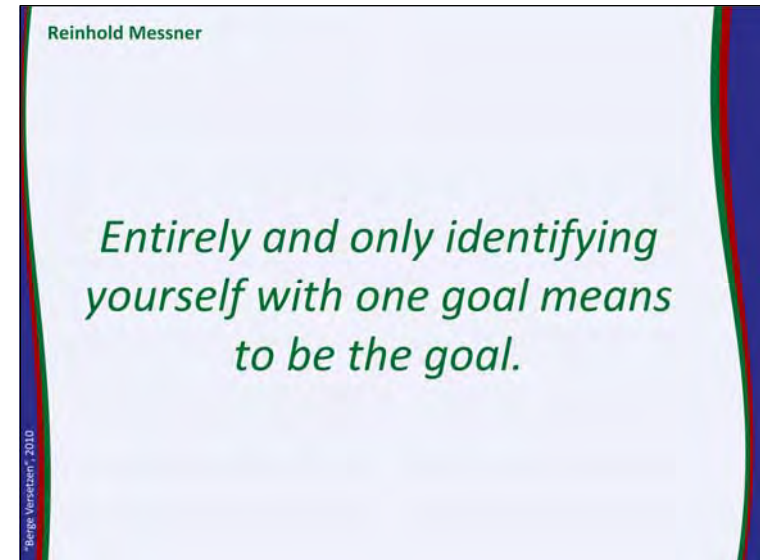 Reinhold Messner
Entirely and only identifying
yourself with one goal means
to be the goal.
"Berge Versetzen", 2010